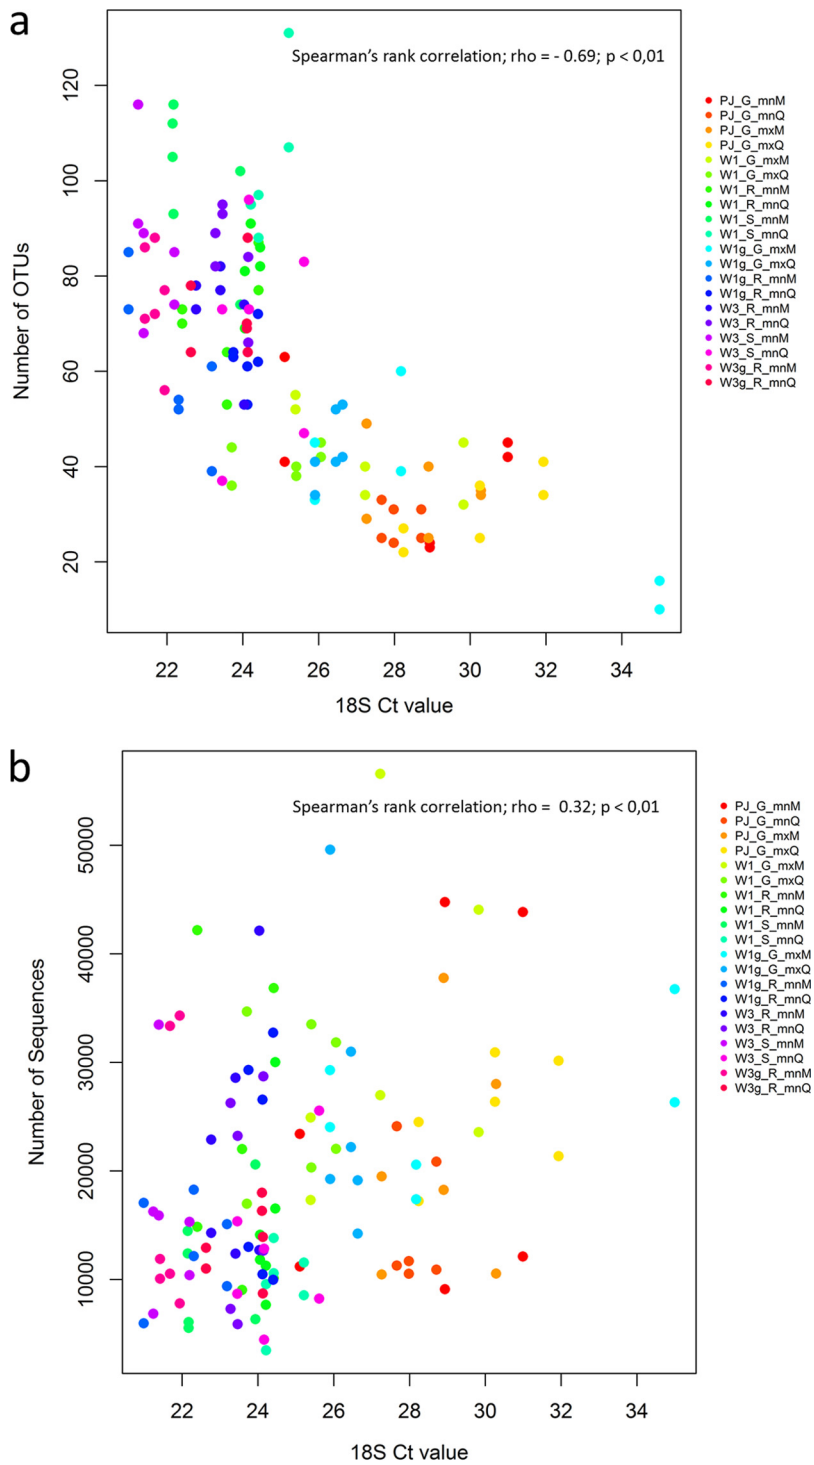 a
Spearman's rank correlation; rho = - 0.69; p < 0,01
Number of OTUs
120
100
80
60
40
20
22 24 26 28 30 32 34
18S Ct value
PJ_G_mnM
PJ_G_mnQ
PJ_G_mxM
PJ_G_mxQ
W1_G_mxM
W1_G_mxQ
W1_R_mnM
W1_R_mnQ
W1_S_mnM
W1_S_mnQ
W1g_G_mxM
W1g_G_mxQ
W1g_R_mnM
W1g_R_mnQ
W3_R_mnM
W3_R_mnQ
W3_S_mnM
W3_S_mnQ
W3g_R_mnM
W3g_R_mnQ
b
Spearman's rank correlation; rho = 0.32; p < 0,01
Number of Sequences
50000
40000
30000
20000
10000
22 24 26 28 30 32 34
18S Ct value
PJ_G_mnM
PJ_G_mnQ
PJ_G_mxM
PJ_G_mxQ
W1_G_mxM
W1_G_mxQ
W1_R_mnM
W1_R_mnQ
W1_S_mnM
W1_S_mnQ
W1g_G_mxM
W1g_G_mxQ
W1g_R_mnM
W1g_R_mnQ
W3_R_mnM
W3_R_mnQ
W3_S_mnM
W3_S_mnQ
W3g_R_mnM
W3g_R_mnQ